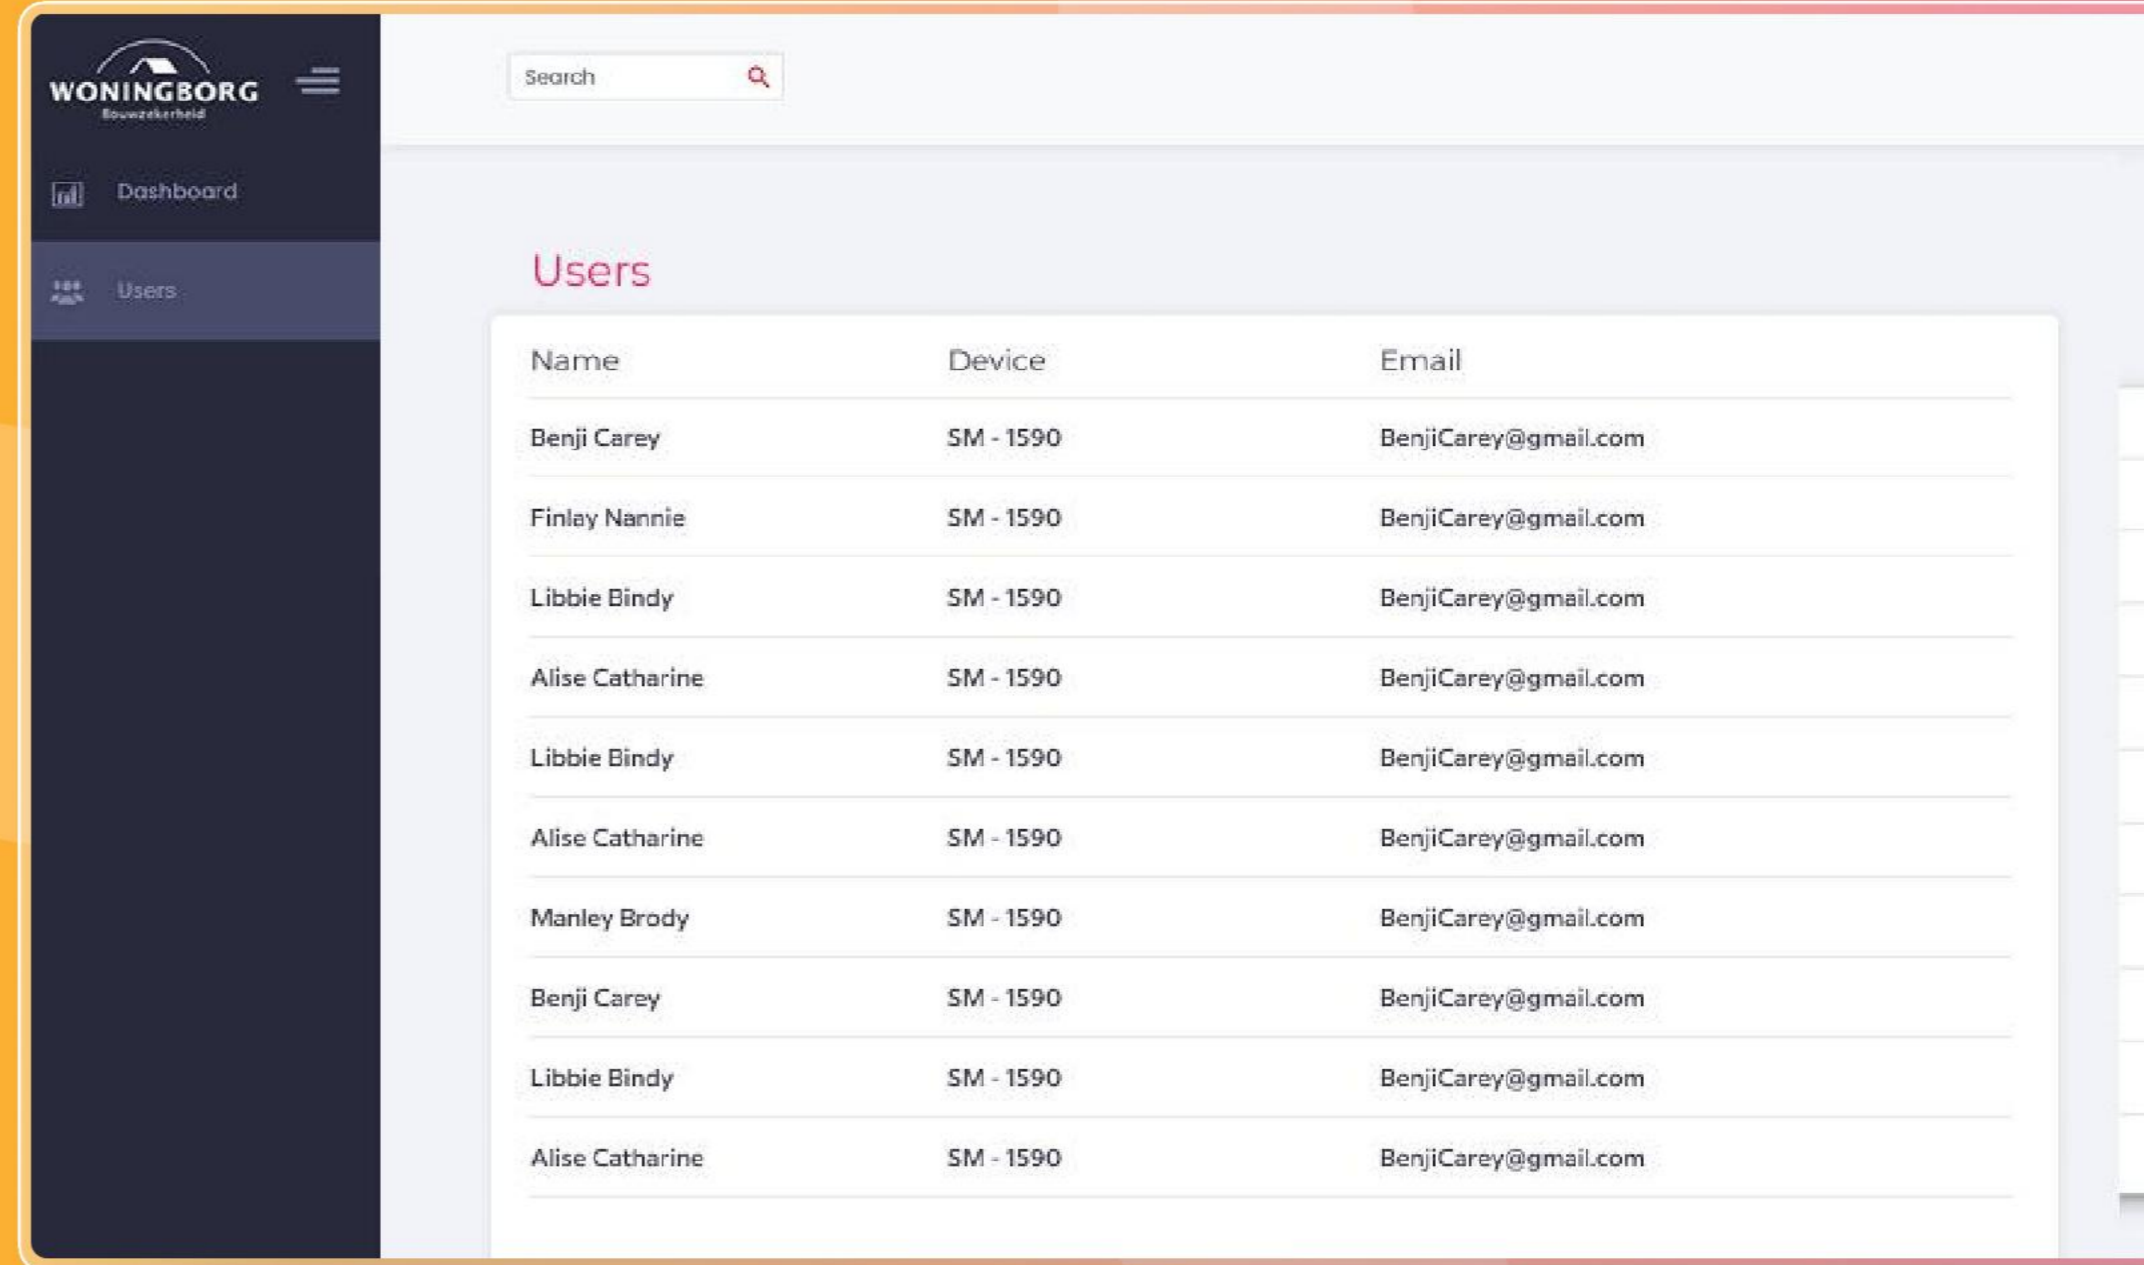 WONINGBORG
Bouwzekerheid
Search
Dashboard
Users
Users
Name Device Email
Benji Carey SM - 1590 BenjiCarey@gmail.com
Finlay Nannie SM - 1590 BenjiCarey@gmail.com
Libbie Bindy SM - 1590 BenjiCarey@gmail.com
Alise Catharine SM - 1590 BenjiCarey@gmail.com
Libbie Bindy SM - 1590 BenjiCarey@gmail.com
Alise Catharine SM - 1590 BenjiCarey@gmail.com
Manley Brody SM - 1590 BenjiCarey@gmail.com
Benji Carey SM - 1590 BenjiCarey@gmail.com
Libbie Bindy SM - 1590 BenjiCarey@gmail.com
Alise Catharine SM - 1590 BenjiCarey@gmail.com